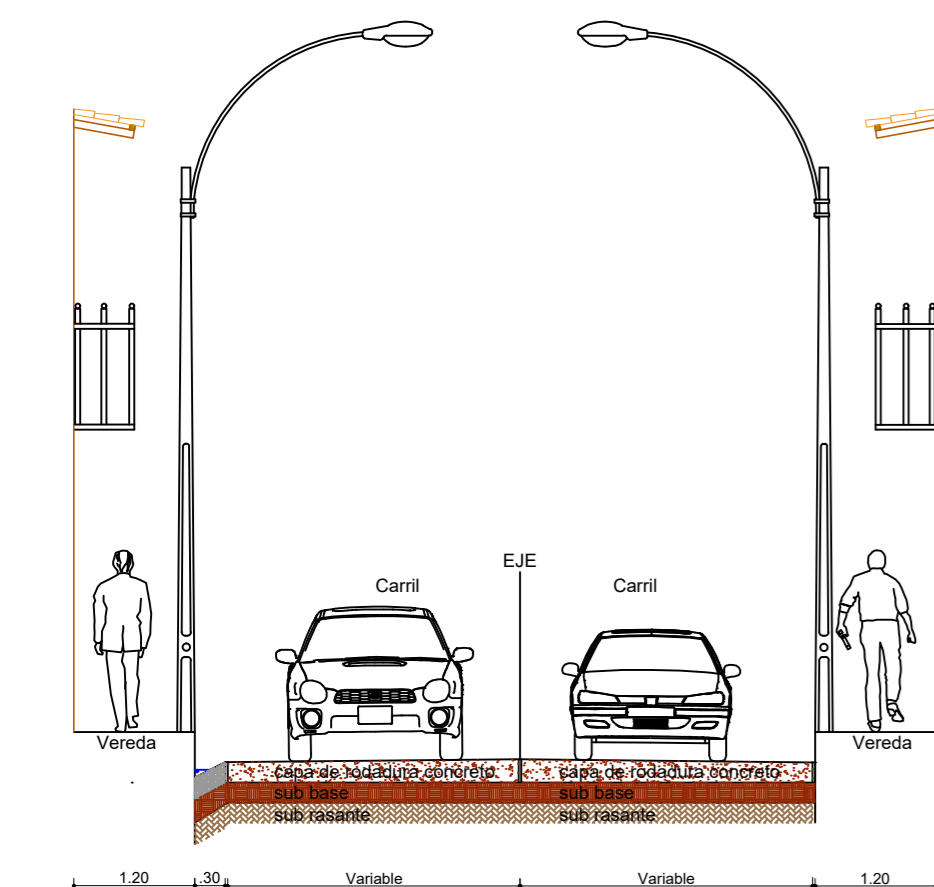 EJE
Carril
Carril
Vereda
Vereda
capa de rodadura concreto
capa de rodadura concreto
sub base
sub base
sub rasante
sub rasante
1.20
.30
Variable
Variable
1.20